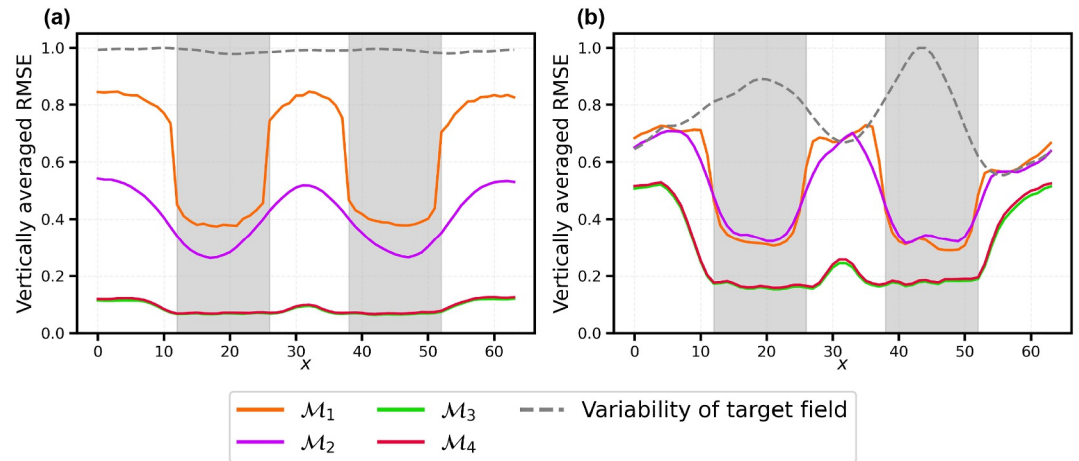 (a)
(b)
Vertically averaged RMSE
1.0
0.8
0.6
0.4
0.2
0.0
0 10 20 30 40 50 60
x
Vertically averaged RMSE
1.0
0.8
0.6
0.4
0.2
0.0
0 10 20 30 40 50 60
x
ℳ₁ ℳ₃ Variability of target field
ℳ₂ ℳ₄